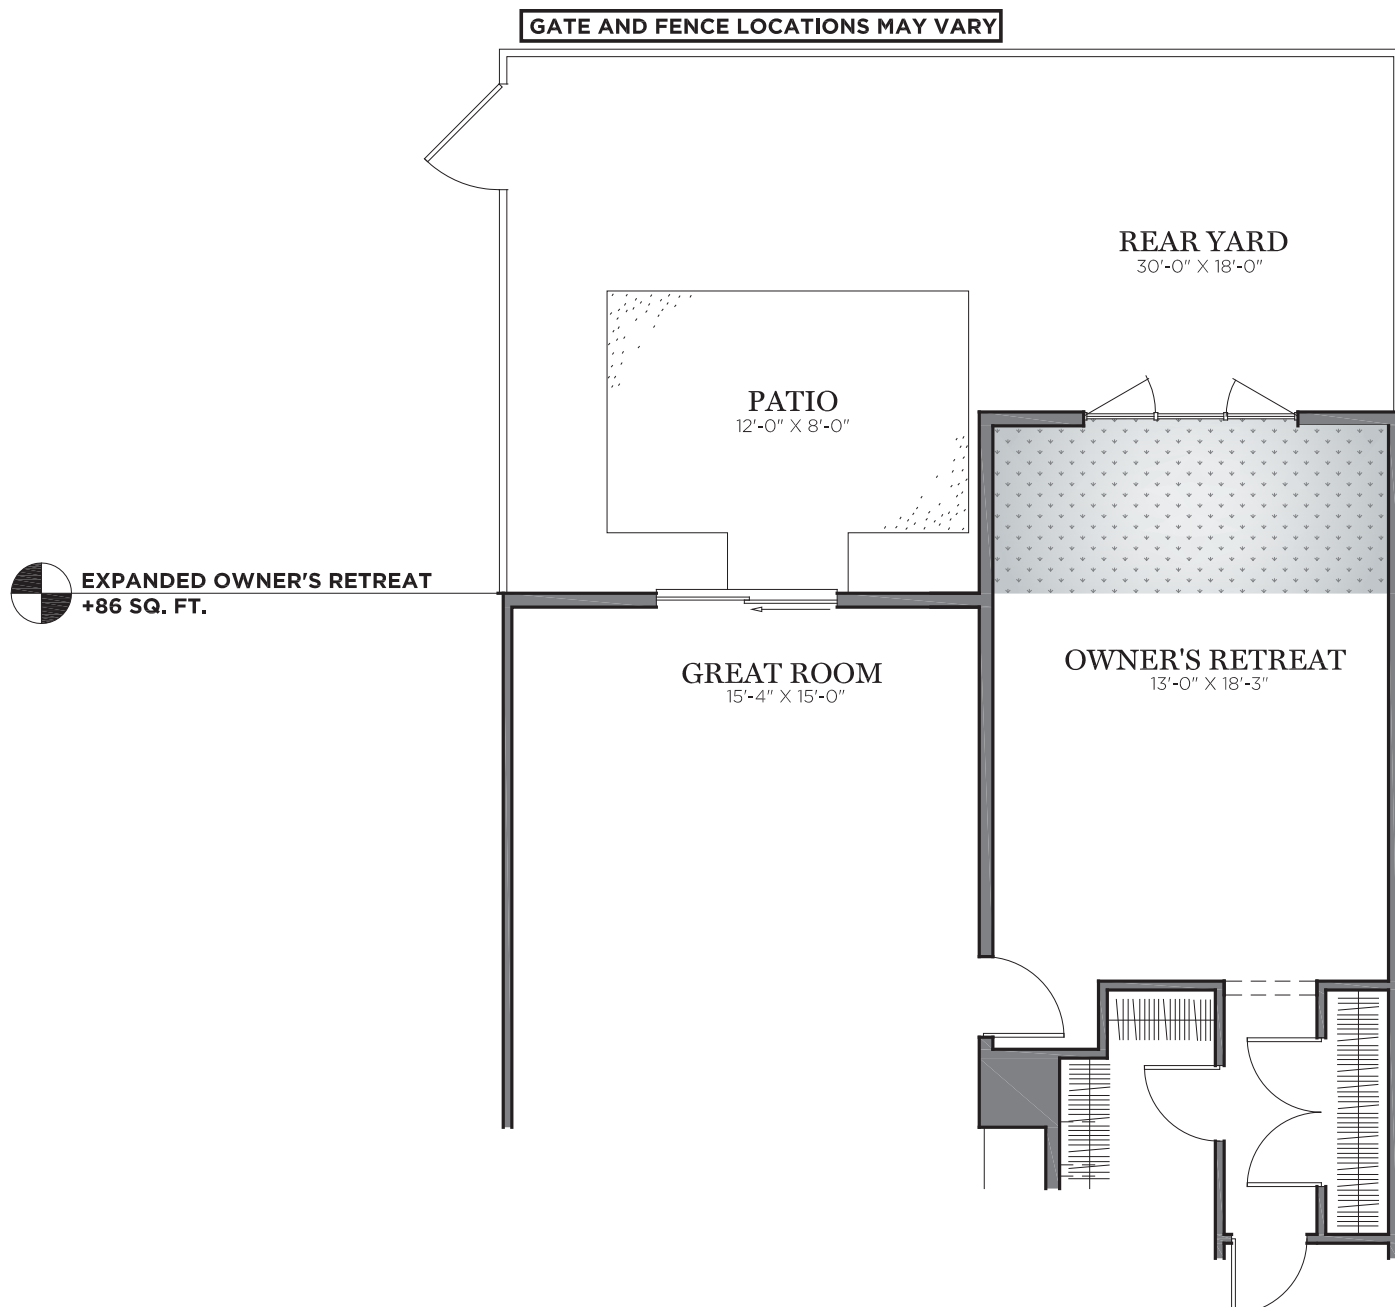 GATE AND FENCE LOCATIONS MAY VARY
REAR YARD
30'-0" X 18'-0"
PATIO
12'-0" X 8'-0"
EXPANDED OWNER'S RETREAT
+86 SQ. FT.
OWNER'S RETREAT
13'-0" X 18'-3"
GREAT ROOM
15'-4" X 15'-0"